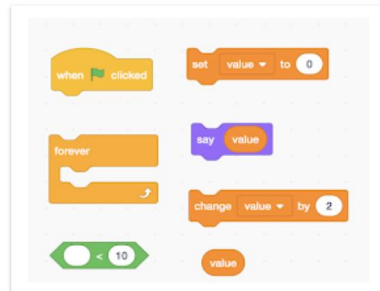 when clicked
set value to 0
forever
say value
change value by 2
< 10
value